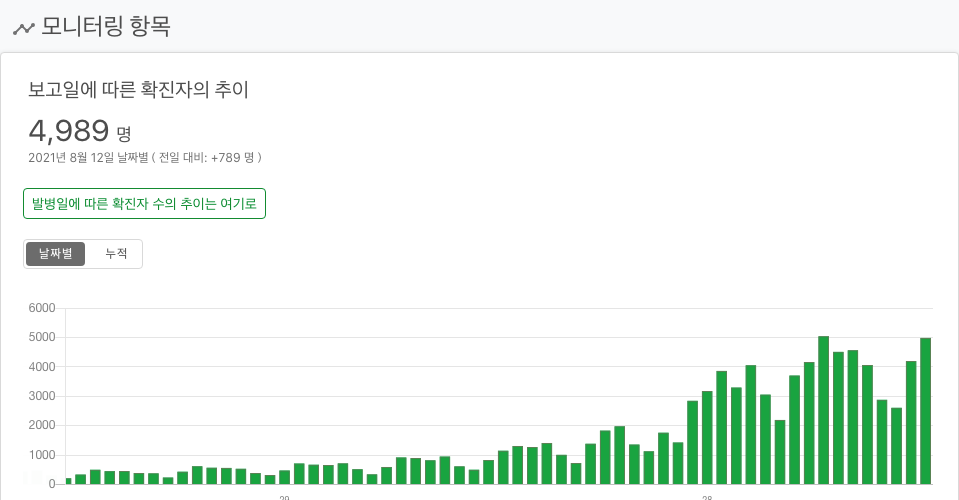 모니터링 항목
보고일에 따른 확진자의 추이
4,989 명
2021년 8월 12일 날짜별 ( 전일 대비: +789 명 )
발병일에 따른 확진자 수의 추이는 여기로
날짜별 누적
6000
5000
4000
3000
2000
1000
0
29 28